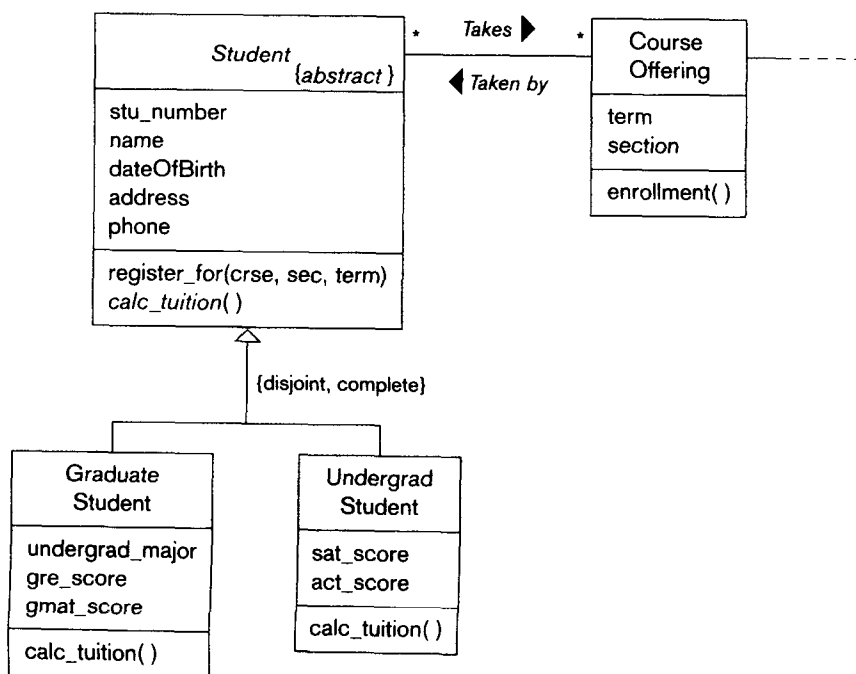 Student
{abstract }
stu_number
name
dateOfBirth
address
phone
register_for(crse, sec, term)
calc_tuition( )
* Takes ▶ *
◀ Taken by
Course
Offering
term
section
enrollment( )
{disjoint, complete}
Graduate
Student
undergrad_major
gre_score
gmat_score
calc_tuition( )
Undergrad
Student
sat_score
act_score
calc_tuition( )